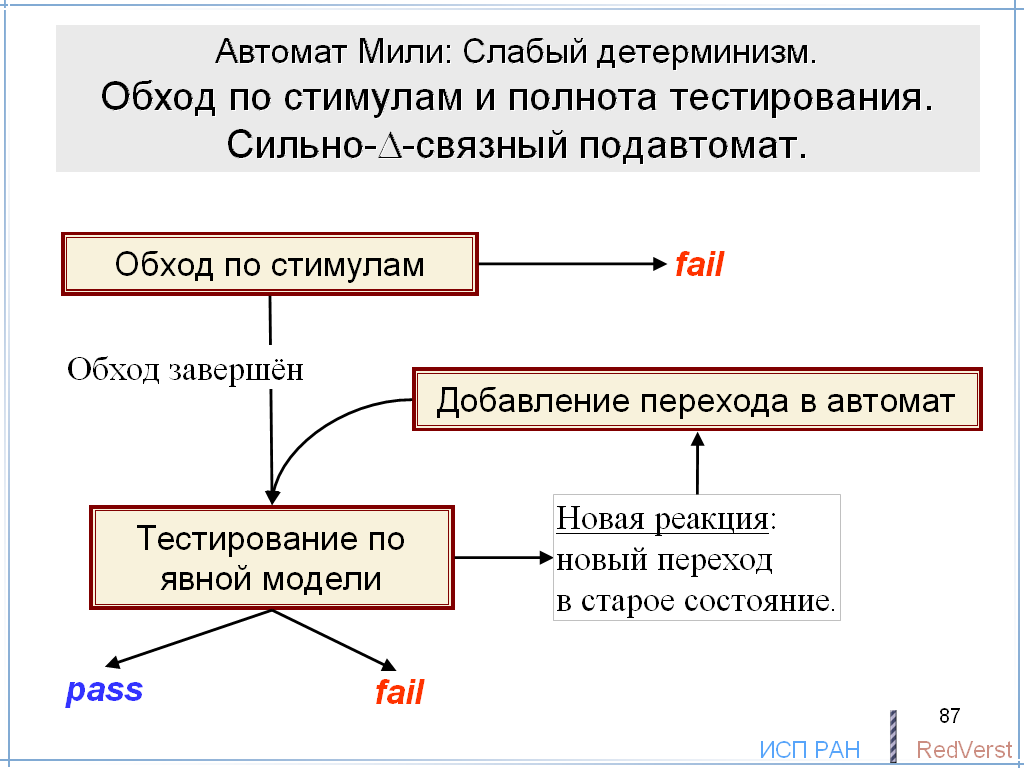 Автомат Мили: Слабый детерминизм.
Обход по стимулам и полнота тестирования.
Сильно-Δ-связный подавтомат.
Обход по стимулам
fail
Обход завершён
Добавление перехода в автомат
Тестирование по
явной модели
Новая реакция:
новый переход
в старое состояние.
pass
fail
87
ИСП РАН
RedVerst